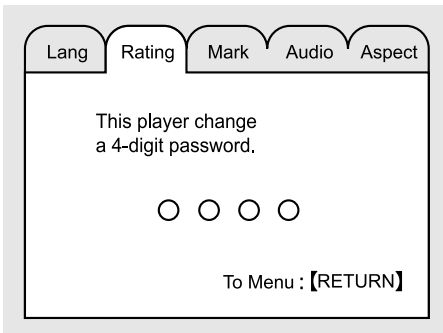 Lang Rating Mark Audio Aspect
This player change
a 4-digit password.
To Menu : 【RETURN】